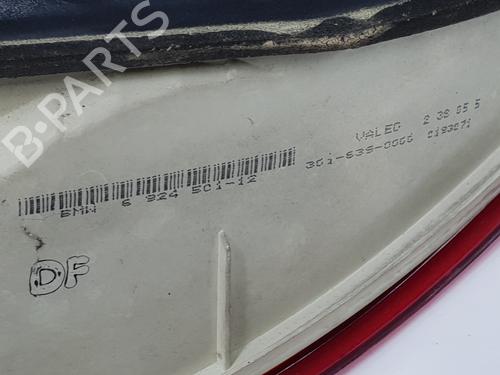 B-PARTS
VALEO 2 38 05 5
301-639-0000 0193071
BMW 6 924 501-12
DF